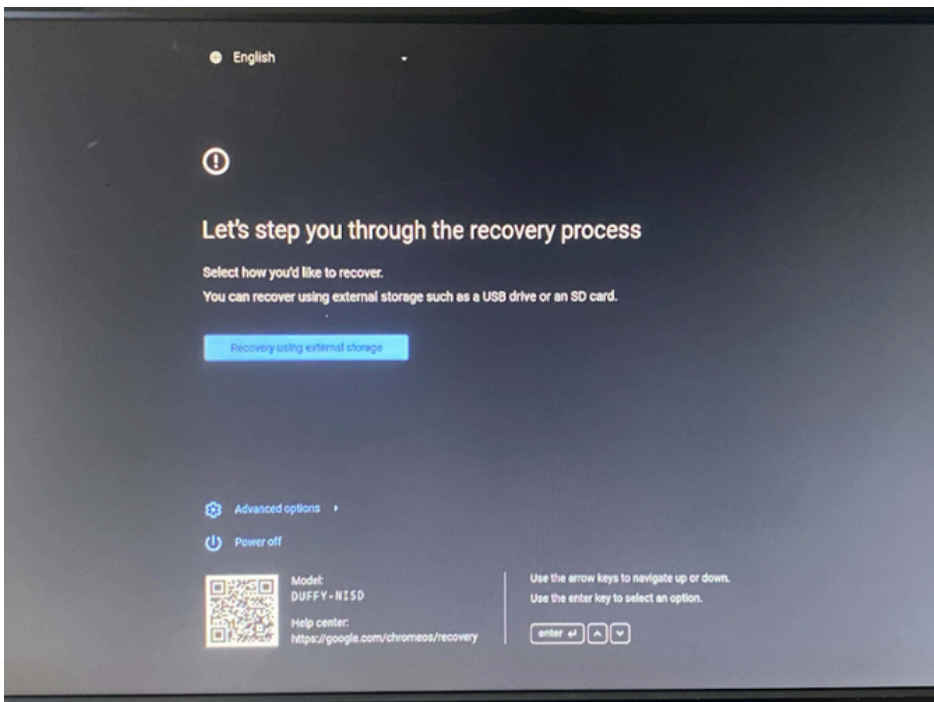 English
Let's step you through the recovery process
Select how you'd like to recover.
You can recover using external storage such as a USB drive or an SD card.
Recovery using external storage
Advanced options
Power off
Model:
DUFFY-NISD
Help center:
https://google.com/chromeos/recovery
Use the arrow keys to navigate up or down.
Use the enter key to select an option.
enter